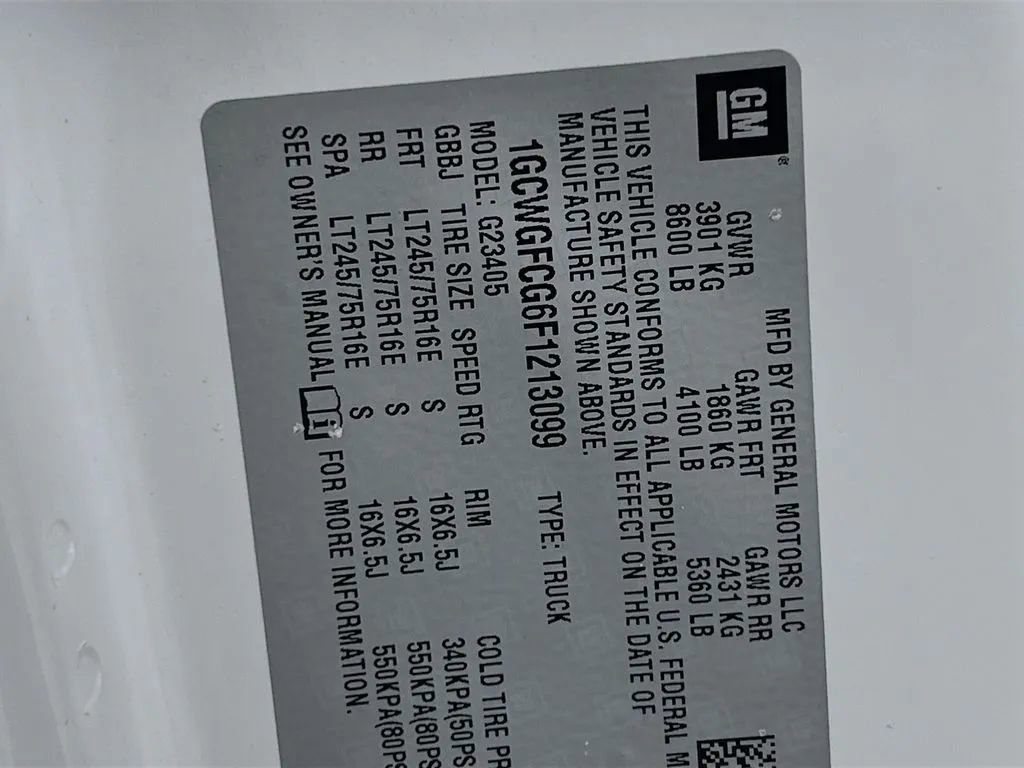 GM
®
MFD BY GENERAL MOTORS LLC
GVWR GAWR FRT GAWR RR
3901 KG 1860 KG 2431 KG
8600 LB 4100 LB 5360 LB
THIS VEHICLE CONFORMS TO ALL APPLICABLE U.S. FEDERAL M
VEHICLE SAFETY STANDARDS IN EFFECT ON THE DATE OF
MANUFACTURE SHOWN ABOVE.
1GCWGFCG6F1213099 TYPE: TRUCK
MODEL: G23405
GBBJ TIRE SIZE SPEED RTG RIM COLD TIRE PR
FRT LT245/75R16E S 16X6.5J 340KPA(50PS
RR LT245/75R16E S 16X6.5J 550KPA(80PS
SPA LT245/75R16E S 16X6.5J 550KPA(80PS
SEE OWNER'S MANUAL i FOR MORE INFORMATION.